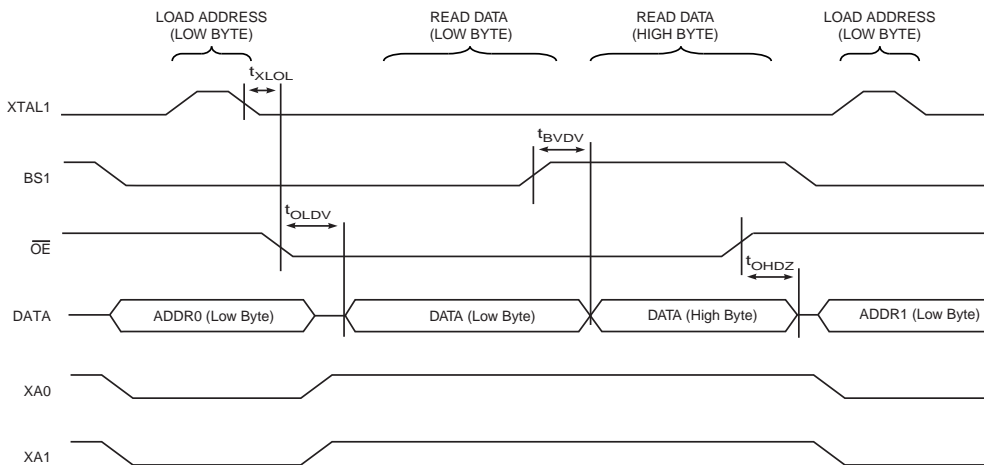 LOAD ADDRESS
(LOW BYTE)
READ DATA
(LOW BYTE)
READ DATA
(HIGH BYTE)
LOAD ADDRESS
(LOW BYTE)
tXLOL
XTAL1
tBVDV
BS1
tOLDV
OE
tOHDZ
DATA
ADDR0 (Low Byte)
DATA (Low Byte)
DATA (High Byte)
ADDR1 (Low Byte)
XA0
XA1